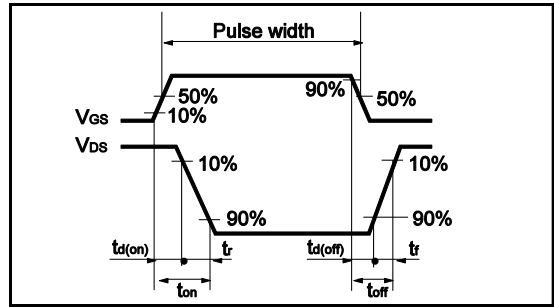 Pulse width
90%
50%
50%
VGS
10%
VDS
10%
10%
90%
90%
td(on)
tr
td(off)
tf
ton
toff